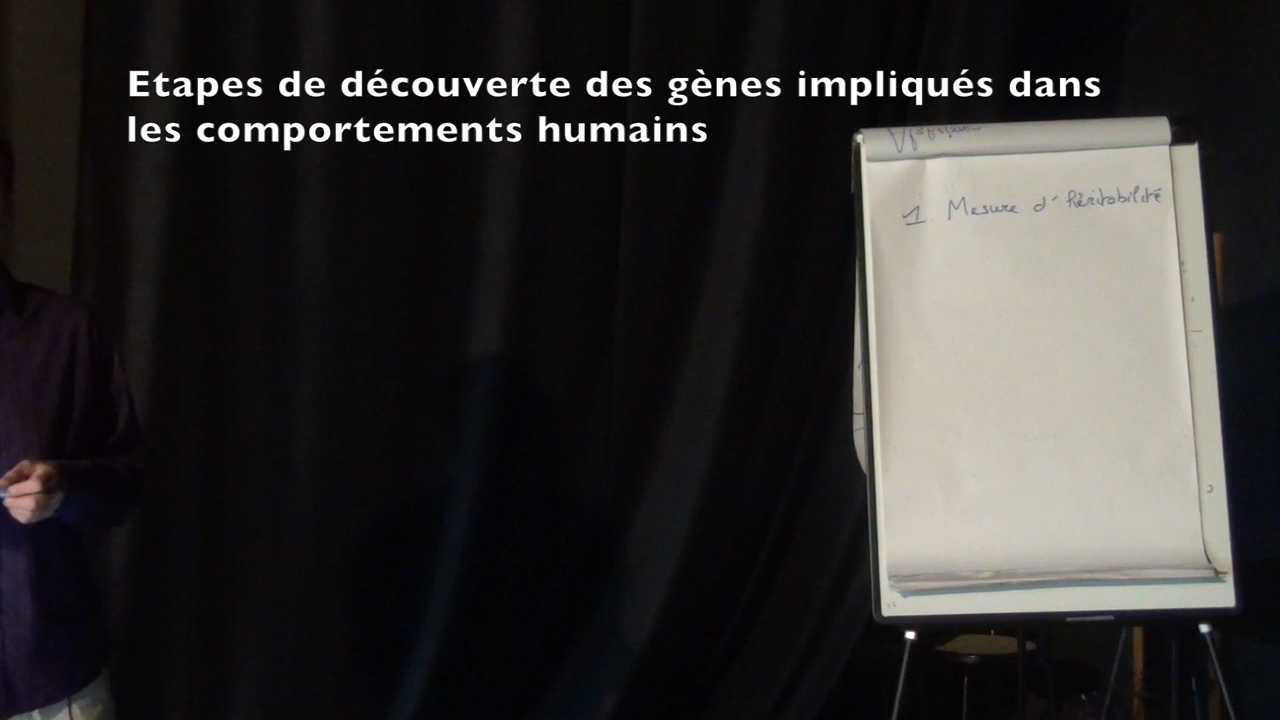 Etapes de découverte des gènes impliqués dans
les comportements humains
1 Mesure d'héritabilité